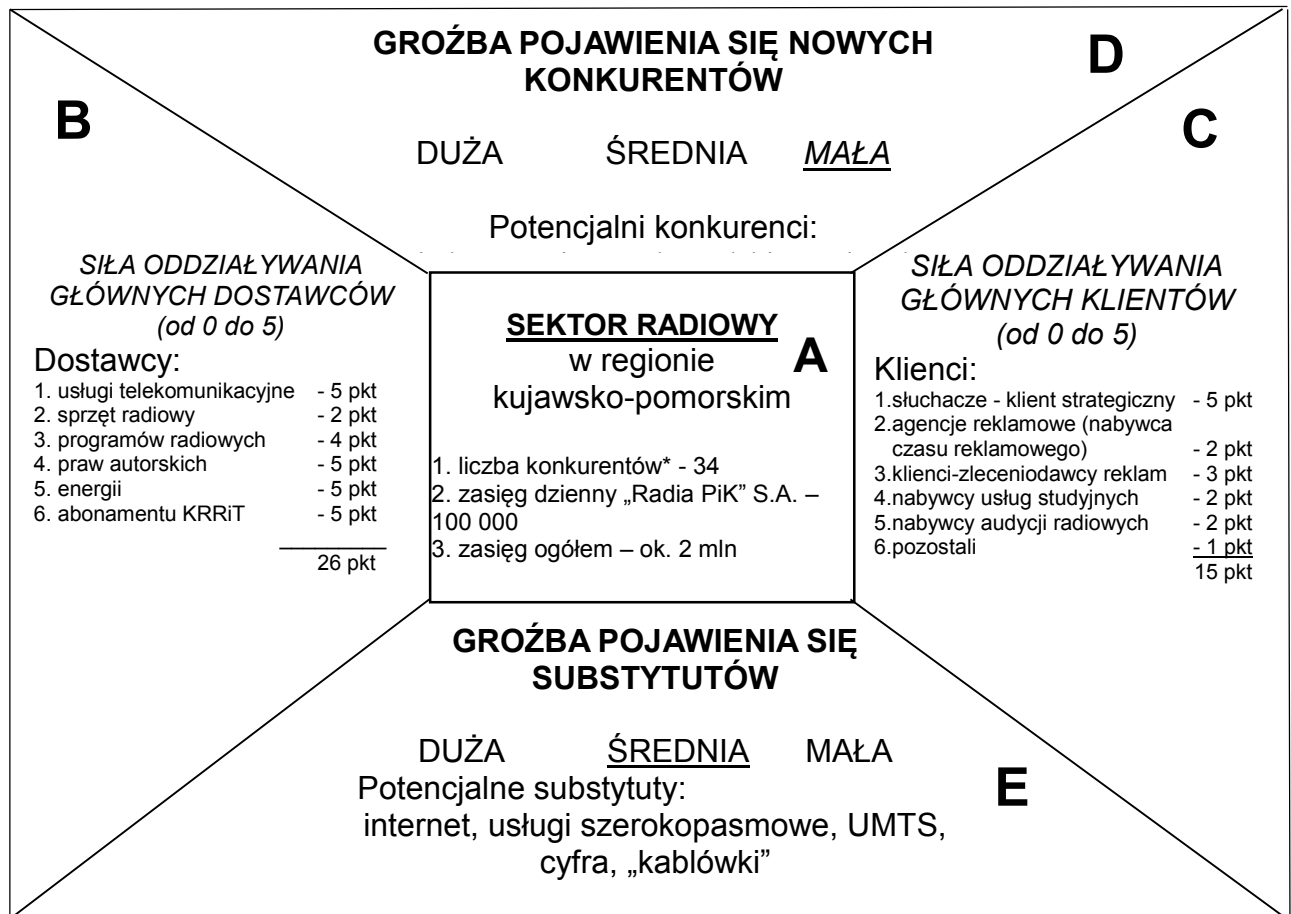 GROŹBA POJAWIENIA SIĘ NOWYCH
KONKURENTÓW
D
DUŻA ŚREDNIA MAŁA
Potencjalni konkurenci:
B
SIŁA ODDZIAŁYWANIA
GŁÓWNYCH DOSTAWCÓW
(od 0 do 5)
Dostawcy:
1. usługi telekomunikacyjne - 5 pkt
2. sprzęt radiowy - 2 pkt
3. programów radiowych - 4 pkt
4. praw autorskich - 5 pkt
5. energii - 5 pkt
6. abonamentu KRRiT - 5 pkt
26 pkt
SEKTOR RADIOWY
A
w regionie
kujawsko-pomorskim
1. liczba konkurentów* - 34
2. zasięg dzienny „Radia PiK” S.A. –
100 000
3. zasięg ogółem – ok. 2 mln
C
SIŁA ODDZIAŁYWANIA
GŁÓWNYCH KLIENTÓW
(od 0 do 5)
Klienci:
1.słuchacze - klient strategiczny - 5 pkt
2.agencje reklamowe (nabywca
czasu reklamowego) - 2 pkt
3.klienci-zleceniodawcy reklam - 3 pkt
4.nabywcy usług studyjnych - 2 pkt
5.nabywcy audycji radiowych - 2 pkt
6.pozostali - 1 pkt
15 pkt
GROŹBA POJAWIENIA SIĘ
SUBSTYTUTÓW
DUŻA ŚREDNIA MAŁA
E
Potencjalne substytuty:
internet, usługi szerokopasmowe, UMTS,
cyfra, „kablówki”